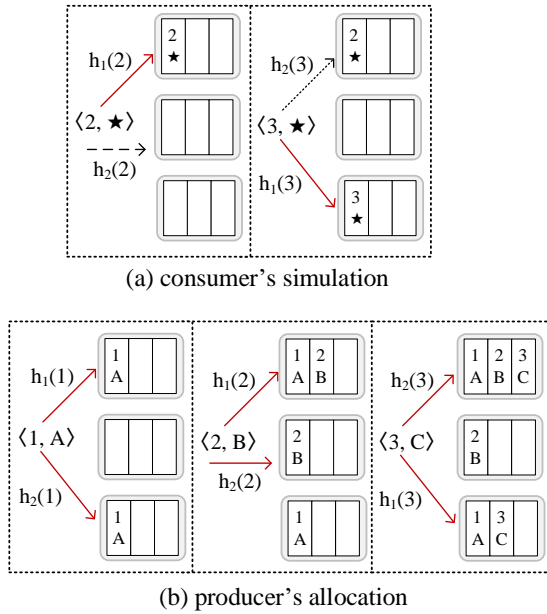 2
★
h₁(2)
⟨2, ★⟩
h₂(2)
2
★
h₂(3)
⟨3, ★⟩
h₁(3)
3
★
(a) consumer's simulation
1
A
h₁(1)
⟨1, A⟩
h₂(1)
1
A
1 2
A B
h₁(2)
⟨2, B⟩
h₂(2)
2
B
1
A
1 2 3
A B C
h₂(3)
⟨3, C⟩
h₁(3)
2
B
1 3
A C
(b) producer's allocation